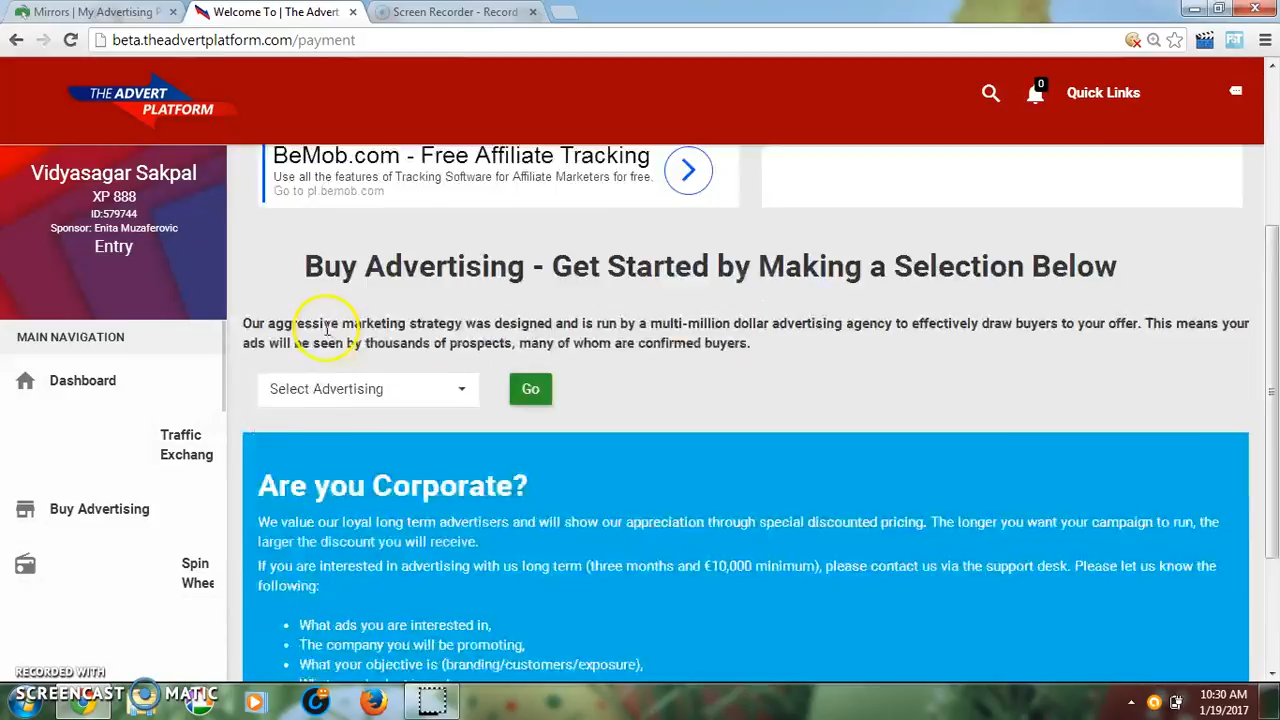 Mirrors | My Advertising P
Welcome To | The Advert
Screen Recorder - Record
beta.theadvertplatform.com/payment
THE ADVERT
PLATFORM
0
Quick Links
Vidyasagar Sakpal
XP 888
ID:579744
Sponsor: Enita Muzaferovic
Entry
BeMob.com - Free Affiliate Tracking
Use all the features of Tracking Software for Affiliate Marketers for free.
Go to pl.bemob.com
Buy Advertising - Get Started by Making a Selection Below
Our aggressive marketing strategy was designed and is run by a multi-million dollar advertising agency to effectively draw buyers to your offer. This means your
ads will be seen by thousands of prospects, many of whom are confirmed buyers.
MAIN NAVIGATION
Dashboard
Traffic
Exchang
Buy Advertising
Spin
Whee
Select Advertising
Go
Are you Corporate?
We value our loyal long term advertisers and will show our appreciation through special discounted pricing. The longer you want your campaign to run, the
larger the discount you will receive.
If you are interested in advertising with us long term (three months and €10,000 minimum), please contact us via the support desk. Please let us know the
following:
• What ads you are interested in,
• The company you will be promoting,
• What your objective is (branding/customers/exposure),
RECORDED WITH
SCREENCAST MATIC
10:30 AM
1/19/2017